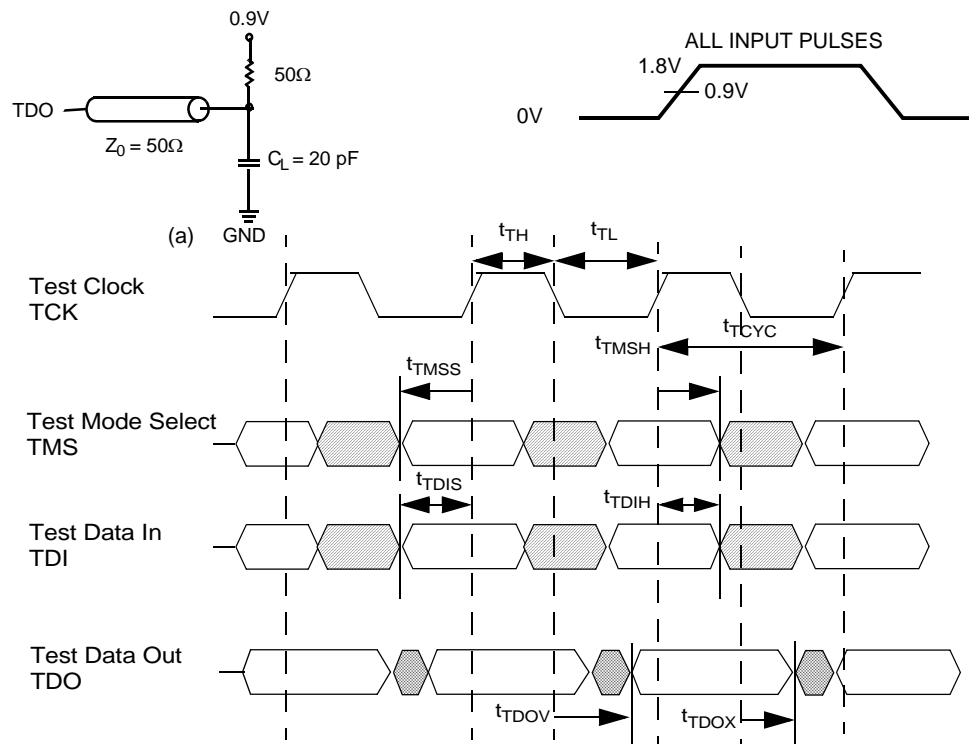 0.9V
50Ω
TDO
Z0 = 50Ω
CL = 20 pF
(a)
GND
ALL INPUT PULSES
1.8V
0.9V
0V
tTH
tTL
Test Clock
TCK
tTCYC
tTMSH
tTMSS
Test Mode Select
TMS
tTDIS
tTDIH
Test Data In
TDI
Test Data Out
TDO
tTDOV
tTDOX